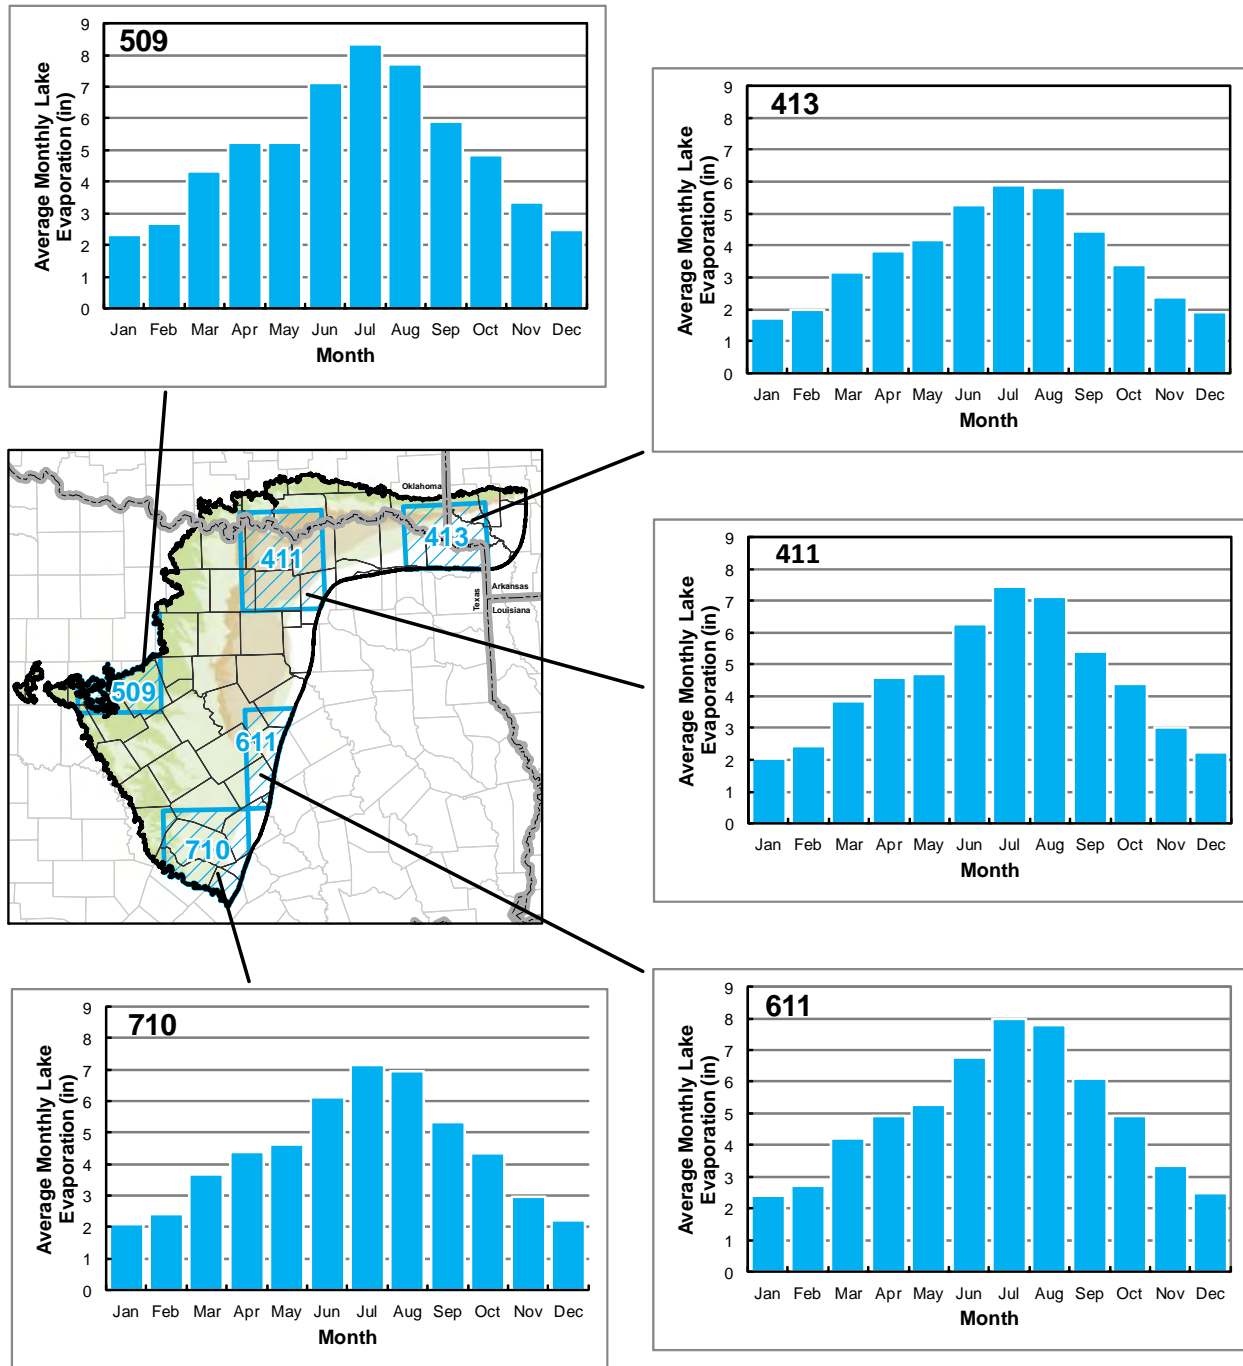 509
Average Monthly Lake
Evaporation (in)
9
8
7
6
5
4
3
2
1
0
Jan Feb Mar Apr May Jun Jul Aug Sep Oct Nov Dec
Month
413
Average Monthly Lake
Evaporation (in)
9
8
7
6
5
4
3
2
1
0
Jan Feb Mar Apr May Jun Jul Aug Sep Oct Nov Dec
Month
Oklahoma
413
411
Texas
Arkansas
Louisiana
509
611
710
411
Average Monthly Lake
Evaporation (in)
9
8
7
6
5
4
3
2
1
0
Jan Feb Mar Apr May Jun Jul Aug Sep Oct Nov Dec
Month
710
Average Monthly Lake
Evaporation (in)
9
8
7
6
5
4
3
2
1
0
Jan Feb Mar Apr May Jun Jul Aug Sep Oct Nov Dec
Month
611
Average Monthly Lake
Evaporation (in)
9
8
7
6
5
4
3
2
1
0
Jan Feb Mar Apr May Jun Jul Aug Sep Oct Nov Dec
Month